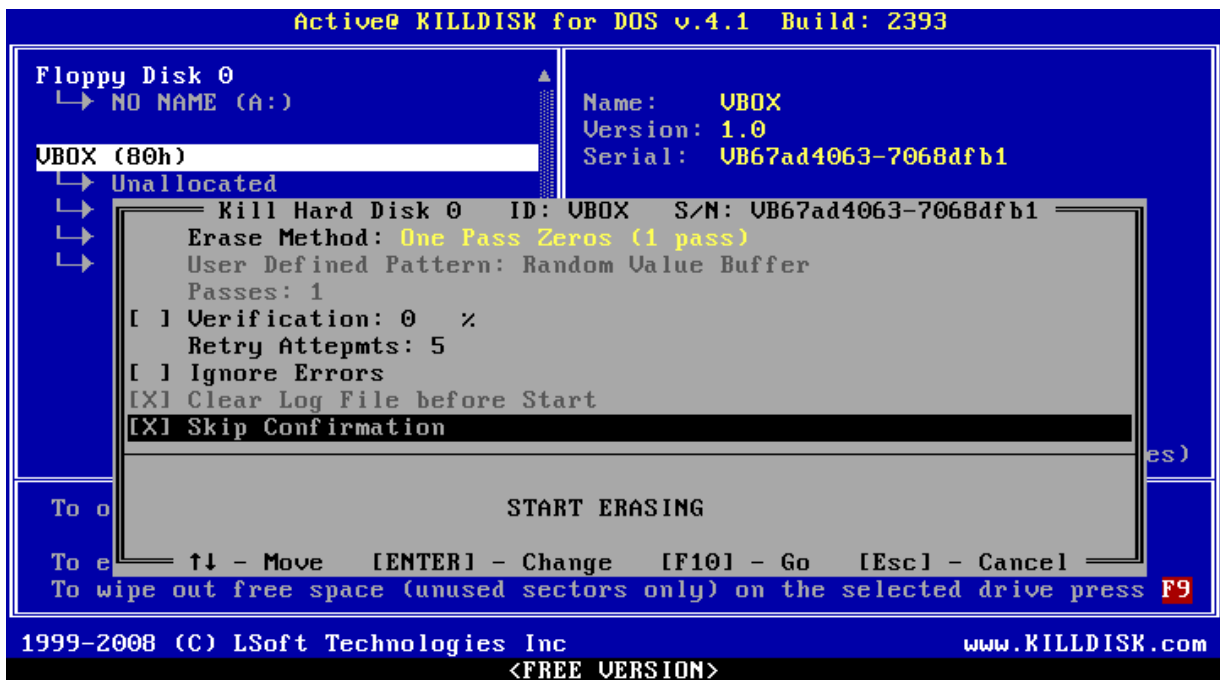 Active@ KILLDISK for DOS v.4.1 Build: 2393
Floppy Disk 0
NO NAME (A:)
VBOX (80h)
Unallocated
Name: VBOX
Version: 1.0
Serial: VB67ad4063-7068dfb1
Kill Hard Disk 0 ID: VBOX S/N: VB67ad4063-7068dfb1
Erase Method: One Pass Zeros (1 pass)
User Defined Pattern: Random Value Buffer
Passes: 1
[ ] Verification: 0 %
Retry Attepmts: 5
[ ] Ignore Errors
[X] Clear Log File before Start
[X] Skip Confirmation
es)
START ERASING
To o
↑↓ - Move [ENTER] - Change [F10] - Go [Esc] - Cancel
To e
To wipe out free space (unused sectors only) on the selected drive press F9
1999-2008 (C) LSoft Technologies Inc
www.KILLDISK.com
<FREE VERSION>